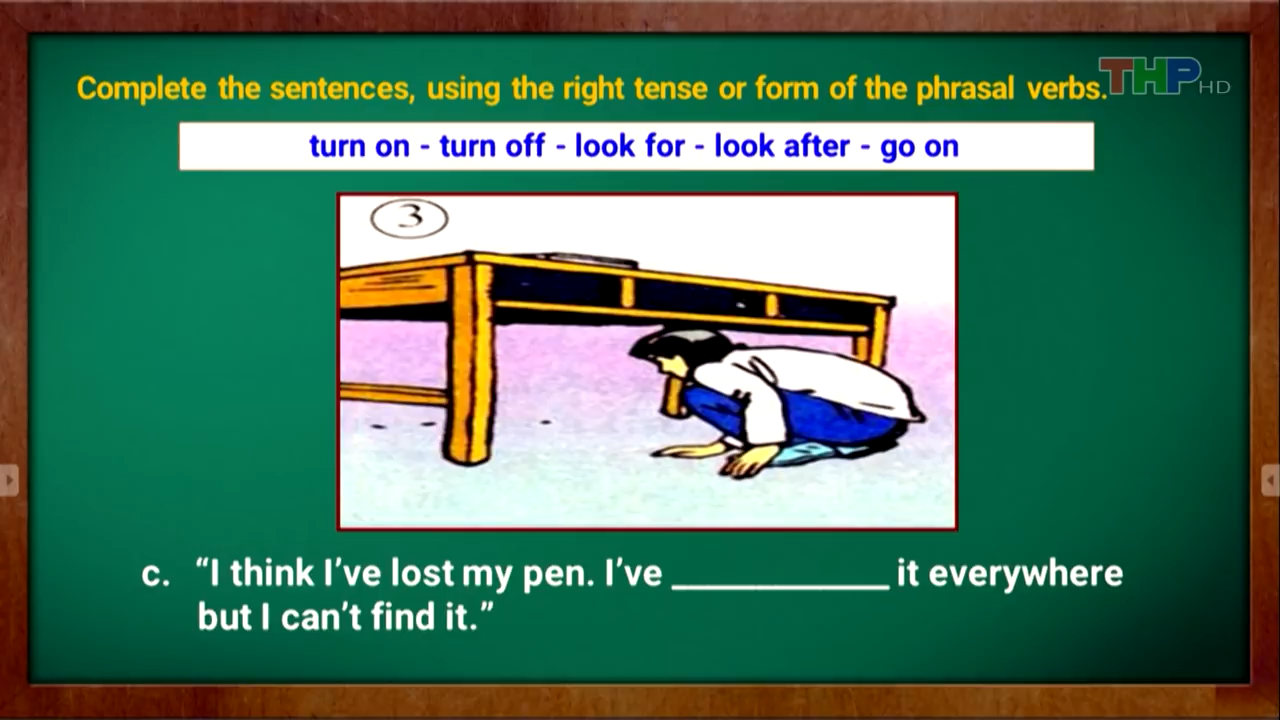 Complete the sentences, using the right tense or form of the phrasal verbs.
THP HD
turn on - turn off - look for - look after - go on
3
c. “I think I’ve lost my pen. I’ve ____________ it everywhere
but I can’t find it.”